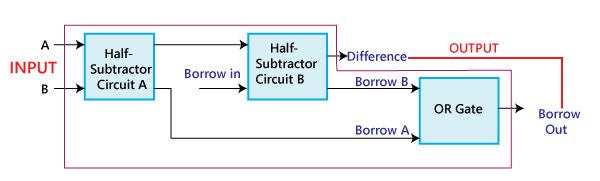 A
INPUT
B
Half-
Subtractor
Circuit A
Borrow in
Half-
Subtractor
Circuit B
Difference
OUTPUT
Borrow B
Borrow A
OR Gate
Borrow
Out